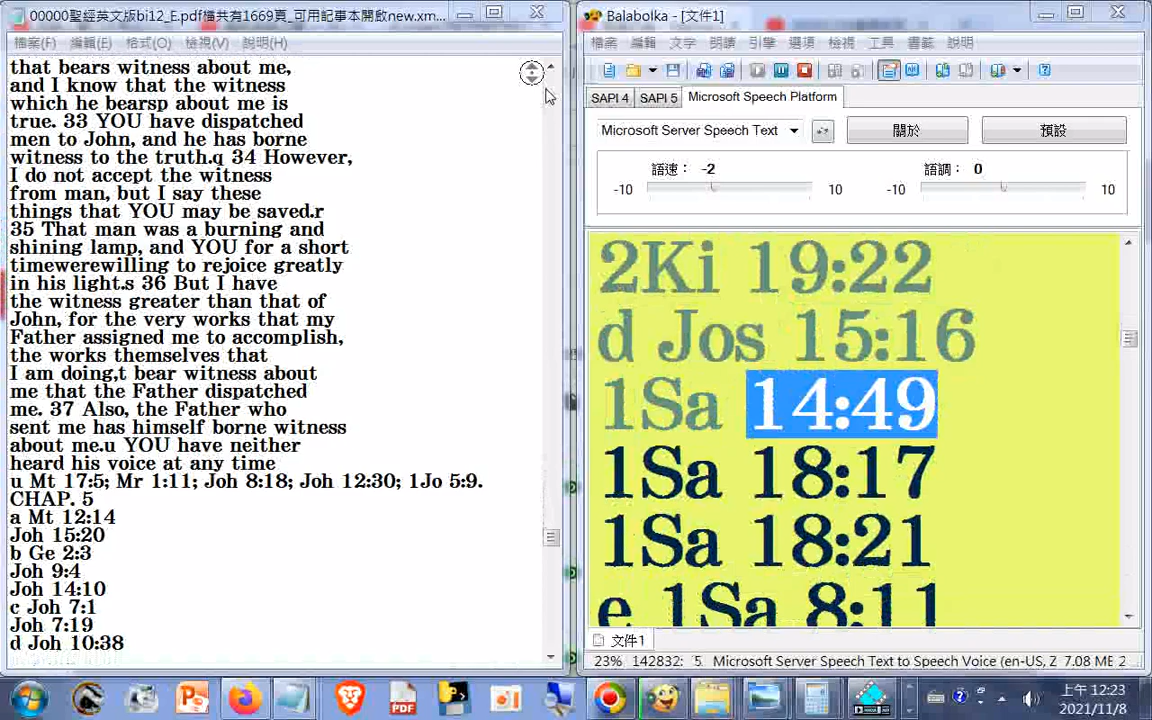 00000聖經英文版bi12_E.pdf檔共有1669頁_可用記事本開啟new.xm...
檔案(F) 編輯(E) 格式(O) 檢視(V) 說明(H)
that bears witness about me,
and I know that the witness
which he bearsp about me is
true. 33 YOU have dispatched
men to John, and he has borne
witness to the truth.q 34 However,
I do not accept the witness
from man, but I say these
things that YOU may be saved.r
35 That man was a burning and
shining lamp, and YOU for a short
timewerewilling to rejoice greatly
in his light.s 36 But I have
the witness greater than that of
John, for the very works that my
Father assigned me to accomplish,
the works themselves that
I am doing,t bear witness about
me that the Father dispatched
me. 37 Also, the Father who
sent me has himself borne witness
about me.u YOU have neither
heard his voice at any time
u Mt 17:5; Mr 1:11; Joh 8:18; Joh 12:30; 1Jo 5:9.
CHAP. 5
a Mt 12:14
Joh 15:20
b Ge 2:3
Joh 9:4
Joh 14:10
c Joh 7:1
Joh 7:19
d Joh 10:38
Balabolka - [文件1]
檔案 編輯 文字 朗讀 引擎 選項 檢視 工具 書籤 說明
SAPI 4 SAPI 5 Microsoft Speech Platform
Microsoft Server Speech Text 關於 預設
語速： -2 語調： 0
-10 10 -10 10
2Ki 19:22
d Jos 15:16
1Sa 14:49
1Sa 18:17
1Sa 18:21
e 1Sa 8:11
文件1
23% 142832: 5 Microsoft Server Speech Text to Speech Voice (en-US, Z 7.08 ME 2
PDF
上午 12:23
2021/11/8